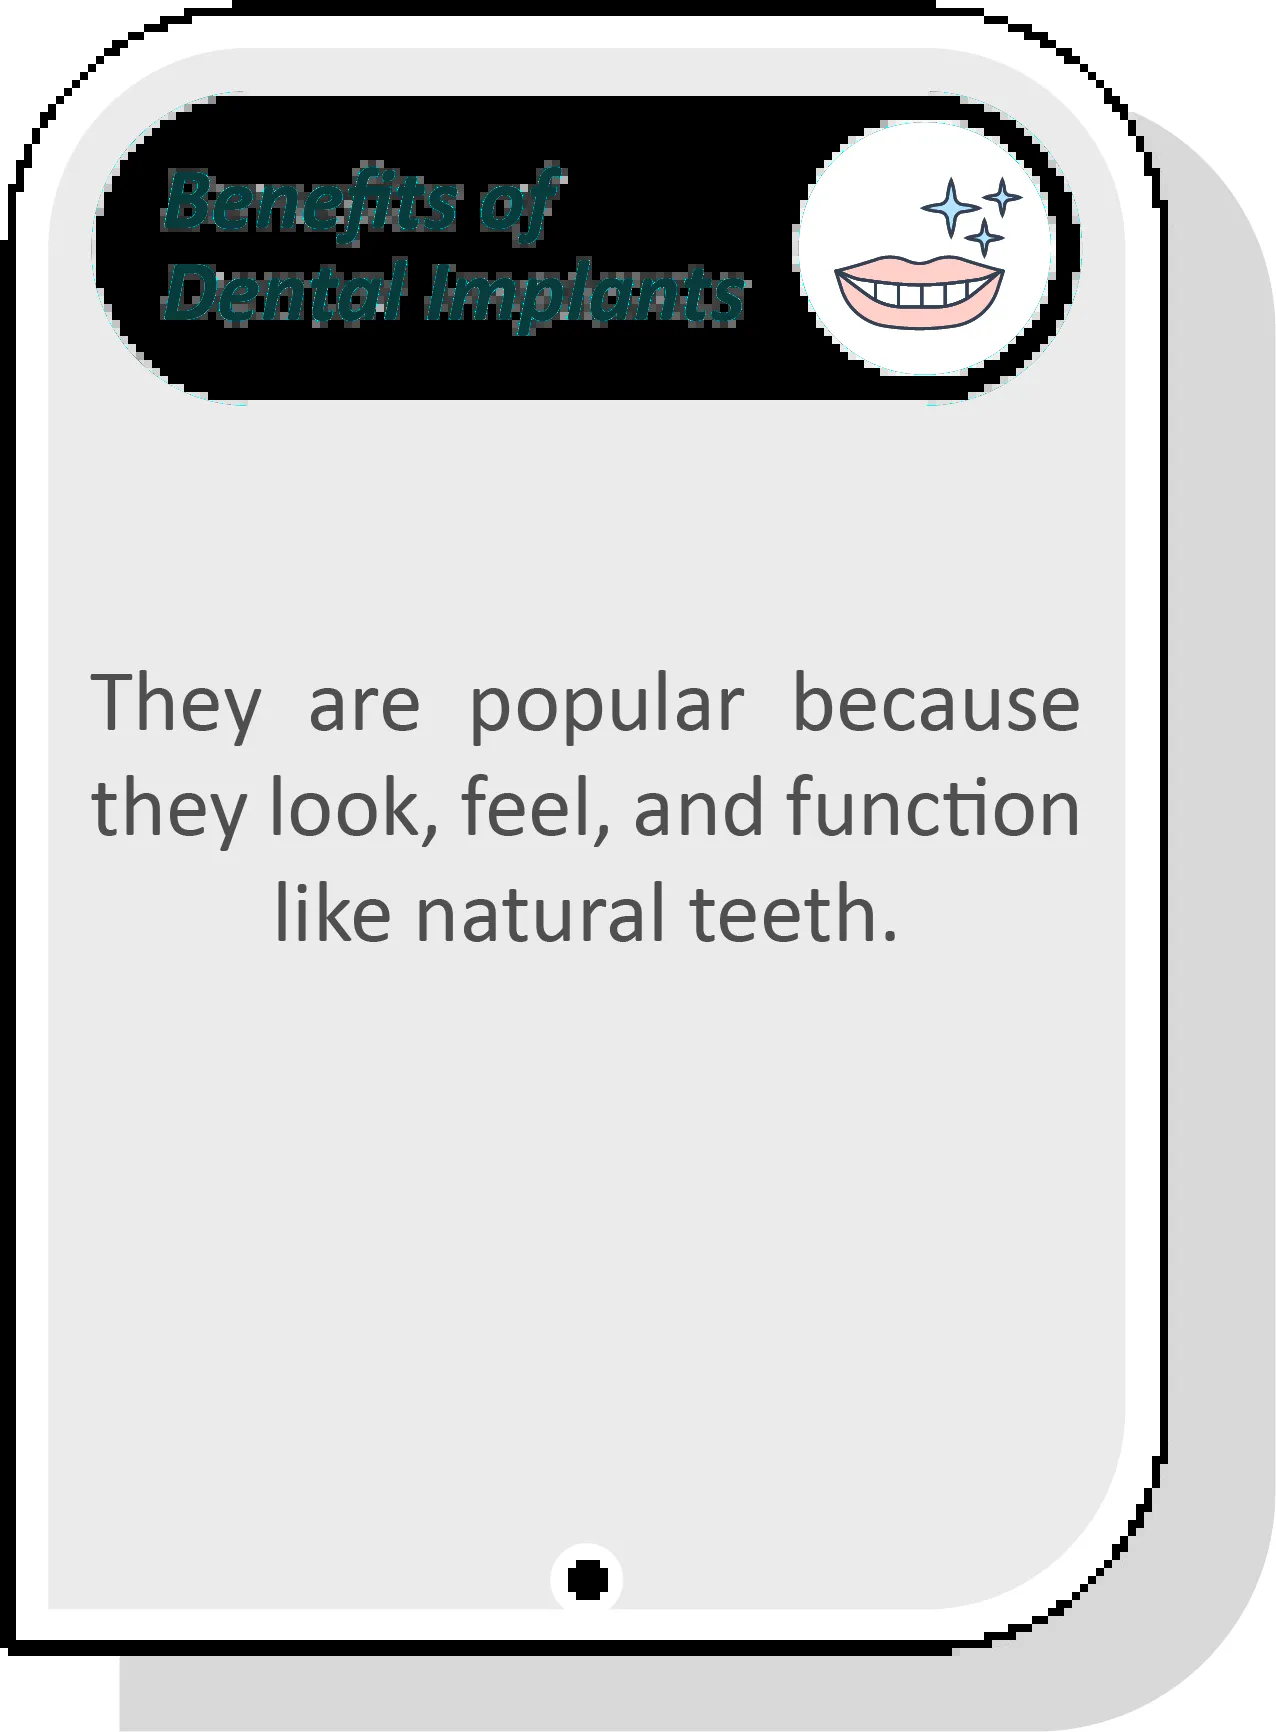 Benefits of
Dental Implants
They are popular because
they look, feel, and function
like natural teeth.